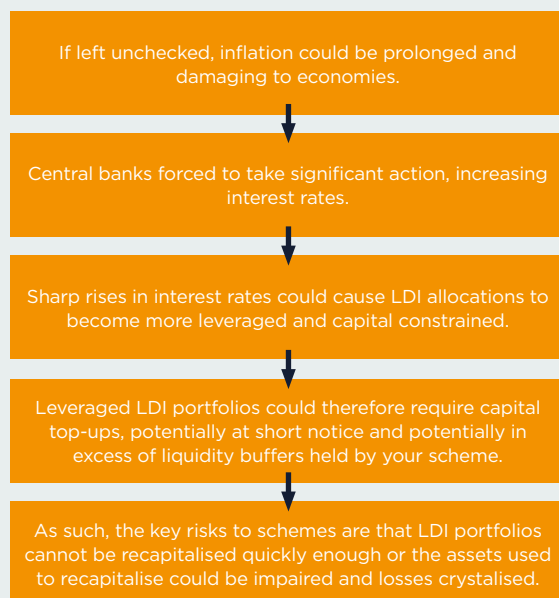 If left unchecked, inflation could be prolonged and
damaging to economies.
Central banks forced to take significant action, increasing
interest rates.
Sharp rises in interest rates could cause LDI allocations to
become more leveraged and capital constrained.
Leveraged LDI portfolios could therefore require capital
top-ups, potentially at short notice and potentially in
excess of liquidity buffers held by your scheme.
As such, the key risks to schemes are that LDI portfolios
cannot be recapitalised quickly enough or the assets used
to recapitalise could be impaired and losses crystalised.